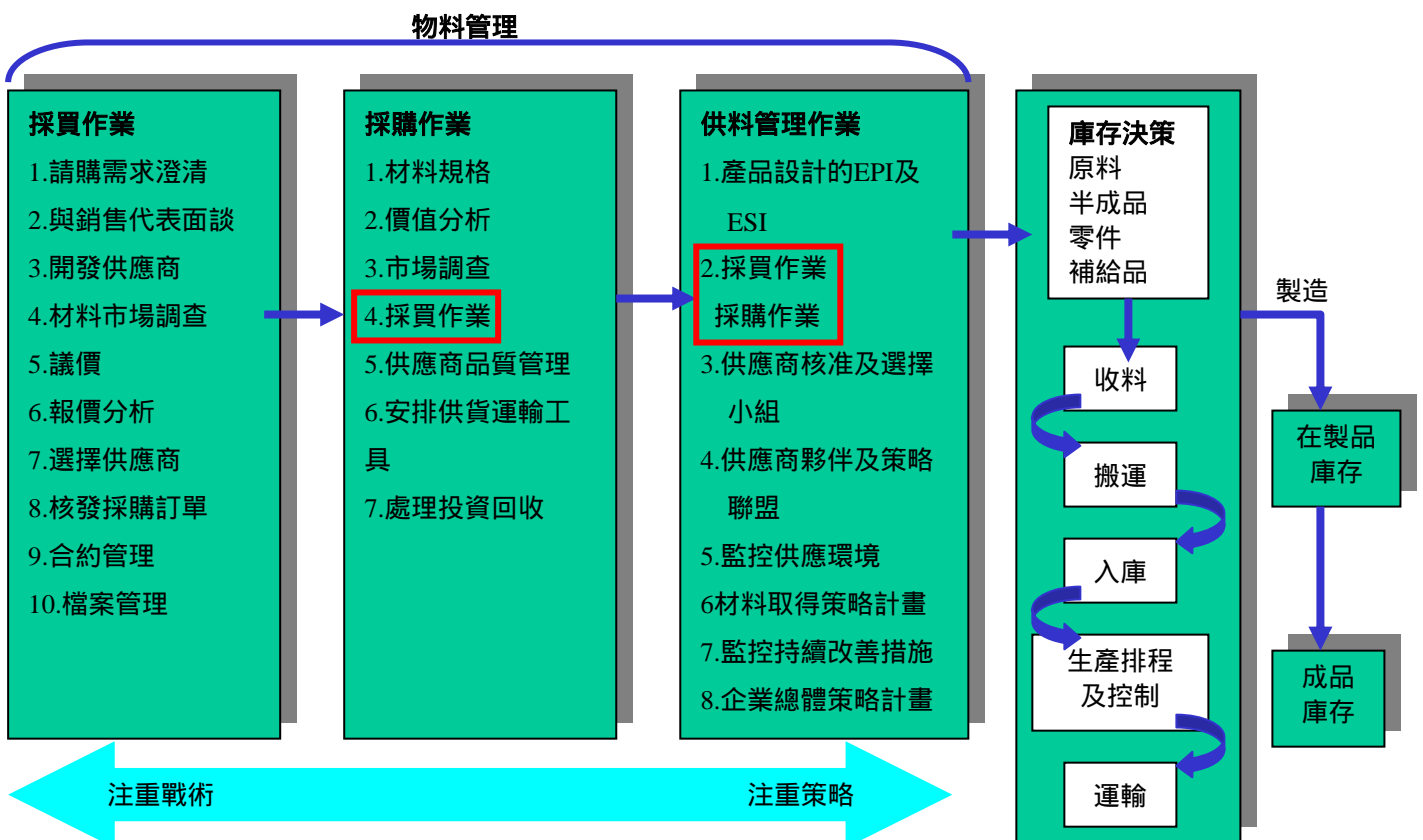 物料管理
採買作業
1.請購需求澄清
2.與銷售代表面談
3.開發供應商
4.材料市場調查
5.議價
6.報價分析
7.選擇供應商
8.核發採購訂單
9.合約管理
10.檔案管理
採購作業
1.材料規格
2.價值分析
3.市場調查
4.採買作業
5.供應商品質管理
6.安排供貨運輸工
具
7.處理投資回收
供料管理作業
1.產品設計的EPI及
ESI
2.採買作業
採購作業
3.供應商核准及選擇
小組
4.供應商夥伴及策略
聯盟
5.監控供應環境
6材料取得策略計畫
7.監控持續改善措施
8.企業總體策略計畫
庫存決策
原料
半成品
零件
補給品
收料
搬運
入庫
生產排程
及控制
運輸
製造
在製品
庫存
成品
庫存
注重戰術
注重策略